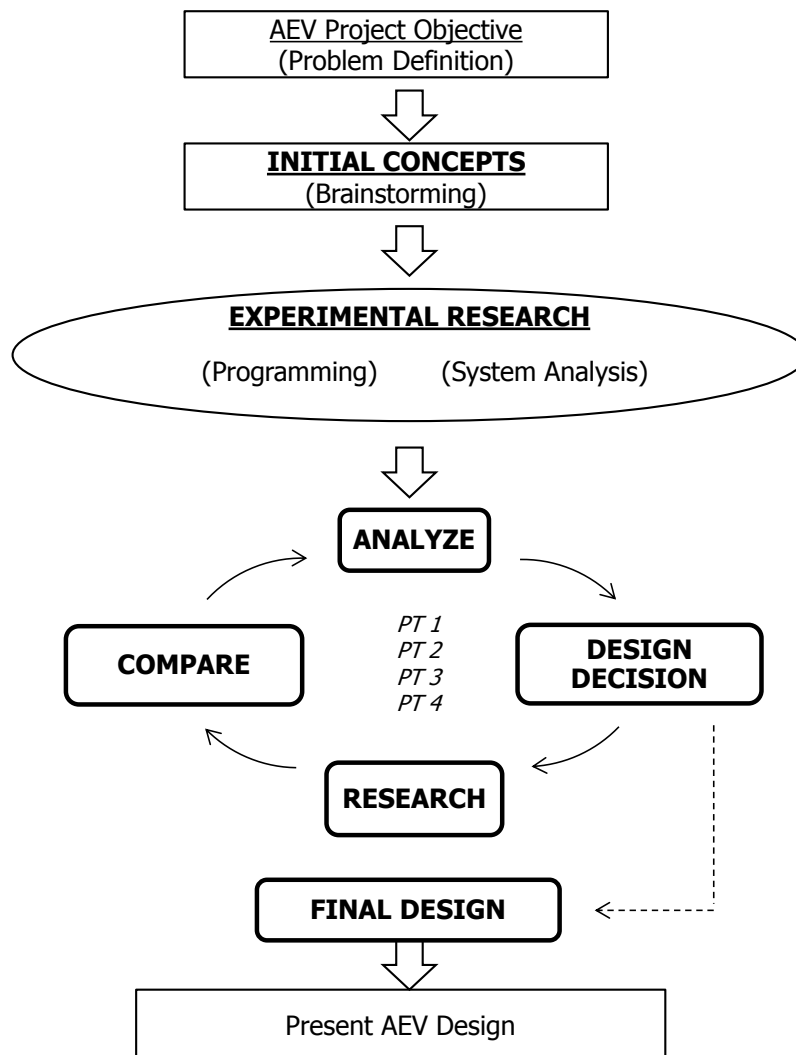 AEV Project Objective
(Problem Definition)
INITIAL CONCEPTS
(Brainstorming)
EXPERIMENTAL RESEARCH
(Programming) (System Analysis)
ANALYZE
COMPARE
PT 1
PT 2
PT 3
PT 4
DESIGN
DECISION
RESEARCH
FINAL DESIGN
Present AEV Design